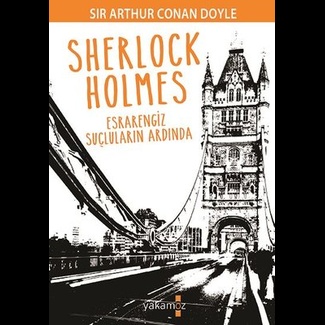 SIR ARTHUR CONAN DOYLE
SHERLOCK
HOLMES
ESRARENGİZ
SUÇLULARIN ARDINDA
yakamoz